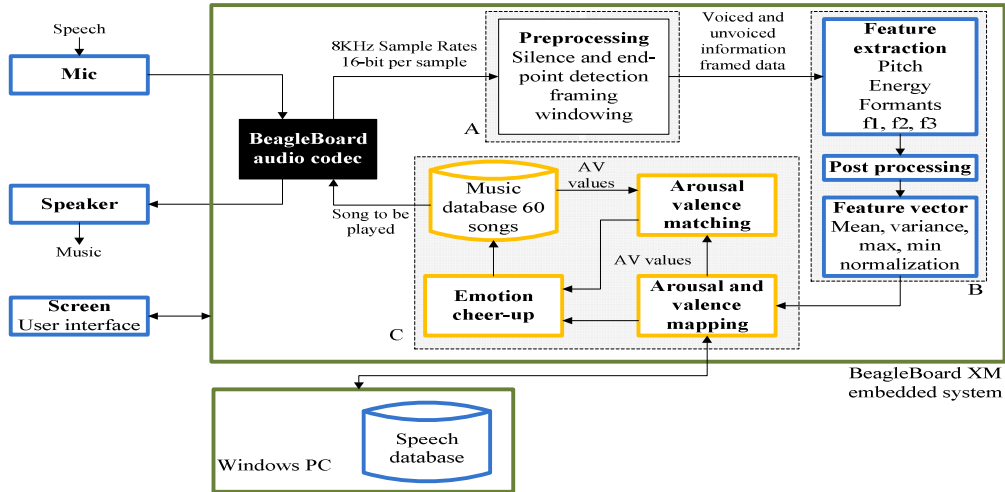 Speech
Mic
8KHz Sample Rates
16-bit per sample
Preprocessing
Silence and end-
point detection
framing
windowing
A
Voiced and
unvoiced
information
framed data
Feature
extraction
Pitch
Energy
Formants
f1, f2, f3
Post processing
Feature vector
Mean, variance,
max, min
normalization
B
BeagleBoard
audio codec
Speaker
Music
Song to be
played
Music
database 60
songs
AV
values
Arousal
valence
matching
AV values
Emotion
cheer-up
Arousal and
valence
mapping
C
Screen
User interface
BeagleBoard XM
embedded system
Speech
database
Windows PC